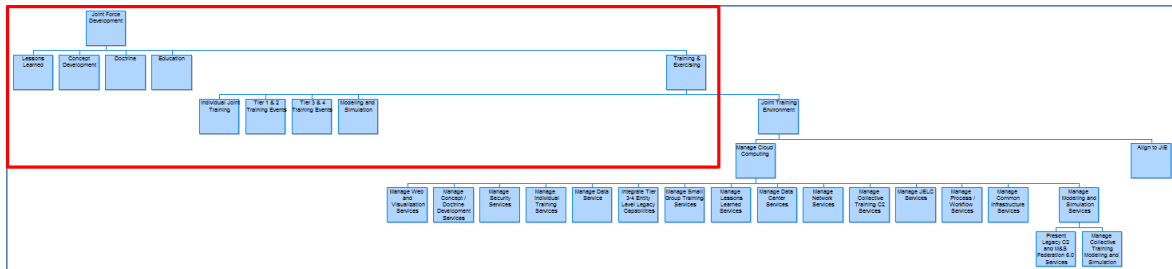 Joint Force
Development
Lessons
Learned
Concept
Development
Doctrine
Education
Training &
Exercising
Individual Joint
Training
Tier 1 & 2
Training Events
Tier 3 & 4
Training Events
Modeling and
Simulation
Joint Training
Environment
Manage Cloud
Computing
Align to JIE
Manage Web
and
Visualisation
Services
Manage
Concept /
Doctrine
Development
Services
Manage
Security
Services
Manage
Individual
Training
Services
Manage Data
Service
Integrate Tier
3-4 Entity
Level Legacy
Capabilities
Manage Small
Group Training
Services
Manage
Lessons
Learned
Services
Manage Data
Center
Services
Manage
Network
Services
Manage
Collective
Training C2
Services
Manage JELC
Services
Manage
Process /
Workflow
Services
Manage
Common
Infrastructure
Services
Manage
Modeling and
Simulation
Services
Present
Legacy C2
and M&S
Federation 6.0
Services
Manage
Collective
Training
Modeling and
Simulation